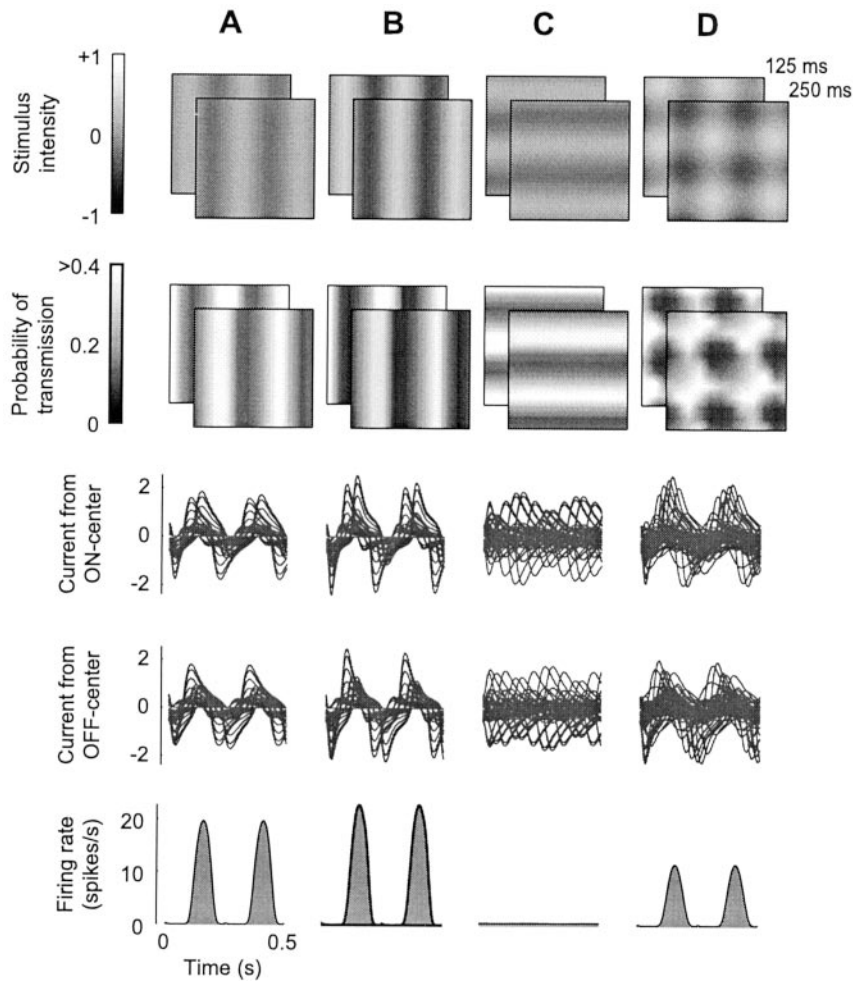 A B C D
125 ms
250 ms
Stimulus
intensity
+1
0
-1
Probability of
transmission
>0.4
0.2
0
Current from
ON-center
2
0
-2
Current from
OFF-center
2
0
-2
Firing rate
(spikes/s)
20
10
0
0 0.5
Time (s)